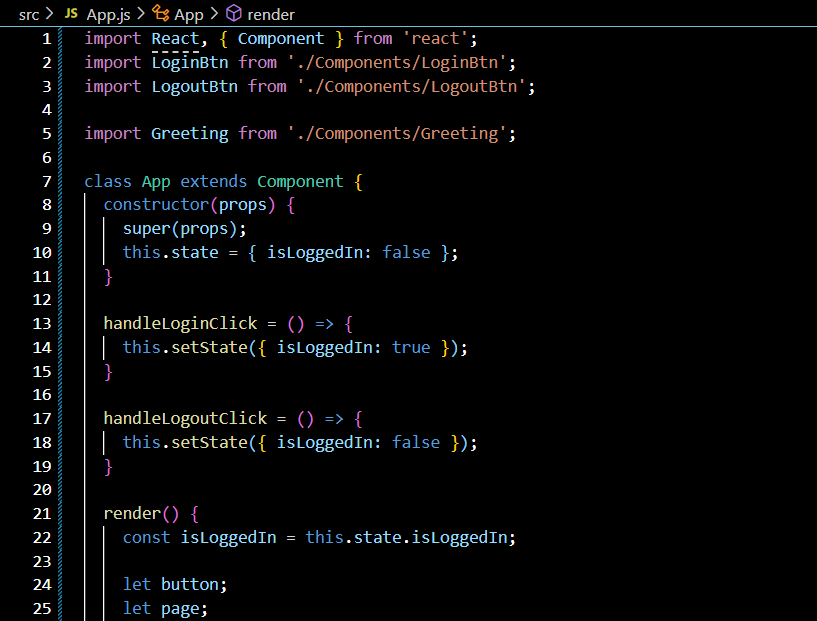 src > JS App.js > App > render
1 import React, { Component } from 'react';
2 import LoginBtn from './Components/LoginBtn';
3 import LogoutBtn from './Components/LogoutBtn';
4
5 import Greeting from './Components/Greeting';
6
7 class App extends Component {
8   constructor(props) {
9     super(props);
10     this.state = { isLoggedIn: false };
11   }
12
13   handleLoginClick = () => {
14     this.setState({ isLoggedIn: true });
15   }
16
17   handleLogoutClick = () => {
18     this.setState({ isLoggedIn: false });
19   }
20
21   render() {
22     const isLoggedIn = this.state.isLoggedIn;
23
24     let button;
25     let page;